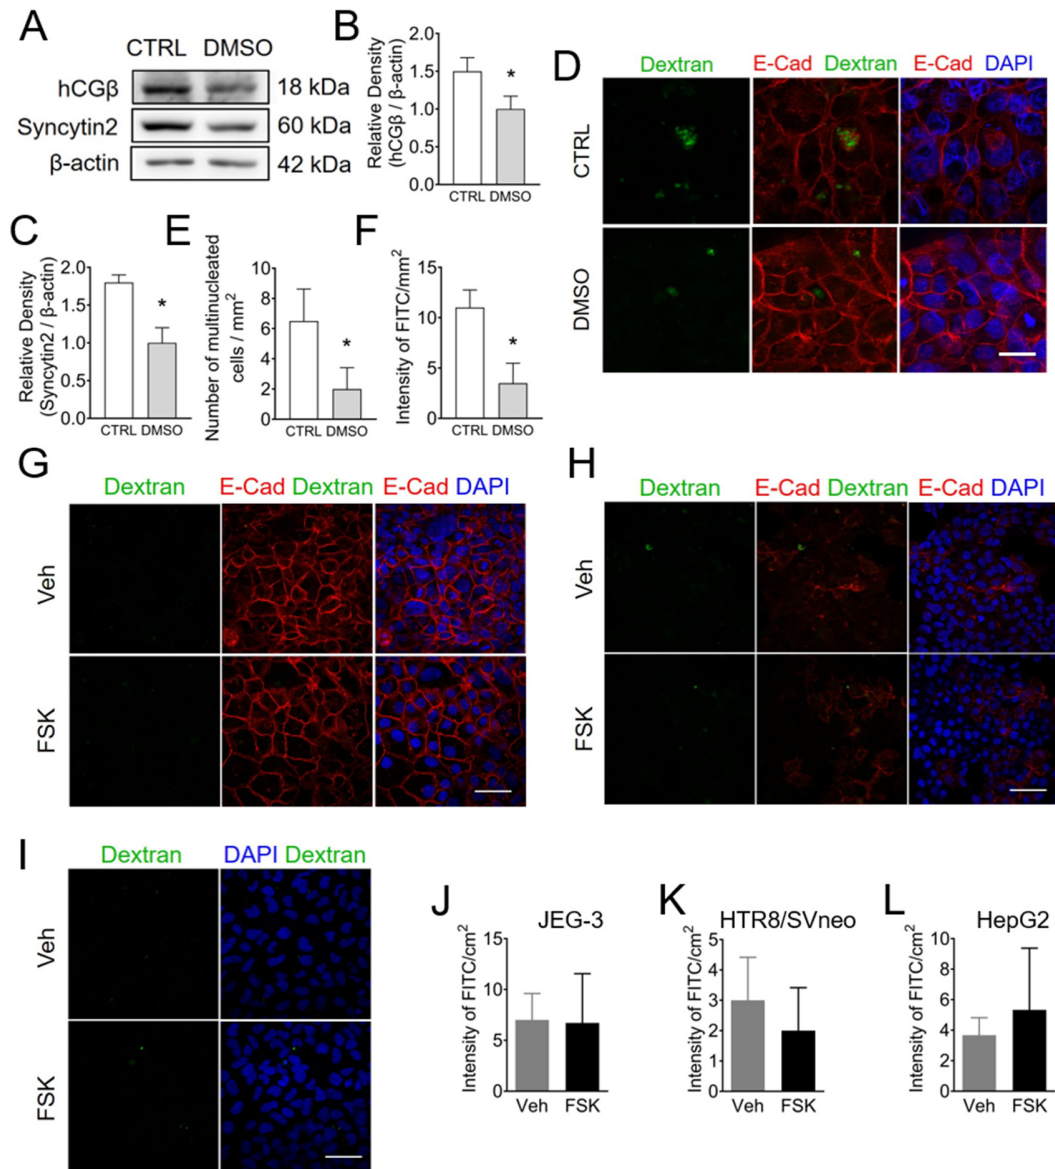 A
CTRL DMSO
hCGβ 18 kDa
Syncytin2 60 kDa
β-actin 42 kDa
B
Relative Density
(hCGβ / β-actin)
2.0
1.5
1.0
0.5
0.0
*
CTRL DMSO
D
Dextran E-Cad Dextran E-Cad DAPI
CTRL
DMSO
C
Relative Density
(Syncytin2 / β-actin)
2.0
1.5
1.0
0.5
0.0
*
CTRL DMSO
E
Number of multinucleated
cells / mm²
10
8
6
4
2
0
*
CTRL DMSO
F
Intensity of FITC/mm²
15
10
5
0
*
CTRL DMSO
G
Dextran E-Cad Dextran E-Cad DAPI
Veh
FSK
H
Dextran E-Cad Dextran E-Cad DAPI
Veh
FSK
I
Dextran DAPI Dextran
Veh
FSK
J
JEG-3
Intensity of FITC/cm²
15
10
5
0
Veh FSK
K
HTR8/SVneo
Intensity of FITC/cm²
5
4
3
2
1
0
Veh FSK
L
HepG2
Intensity of FITC/cm²
10
8
6
4
2
0
Veh FSK